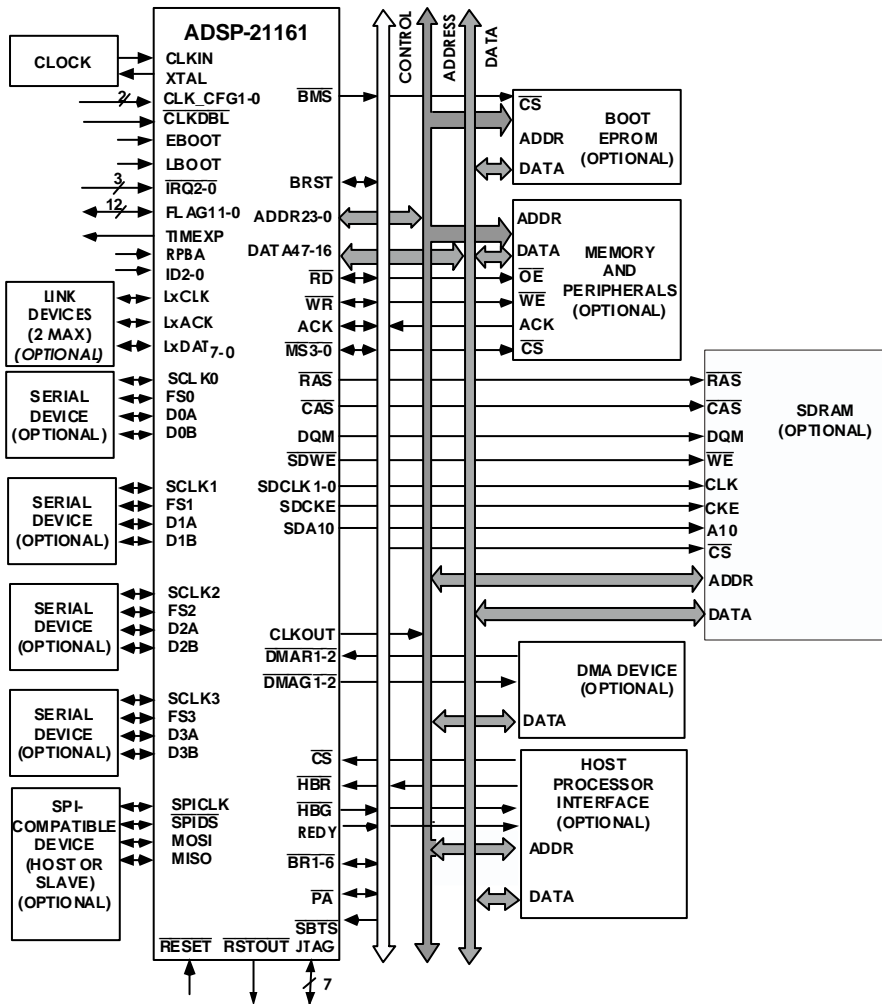 ADSP-21161
CONTROL
ADDRESS
DATA
CLOCK
CLKIN
XTAL
2
CLK_CFG1-0
CLKDBL
EBOOT
LBOOT
3
IRQ2-0
12
FLAG11-0
TIMEXP
RPBA
ID2-0
LINK
DEVICES
(2 MAX)
(OPTIONAL)
LxCLK
LxACK
LxDAT7-0
SERIAL
DEVICE
(OPTIONAL)
SCLK0
FS0
D0A
D0B
SERIAL
DEVICE
(OPTIONAL)
SCLK1
FS1
D1A
D1B
SERIAL
DEVICE
(OPTIONAL)
SCLK2
FS2
D2A
D2B
SERIAL
DEVICE
(OPTIONAL)
SCLK3
FS3
D3A
D3B
SPI-
COMPATIBLE
DEVICE
(HOST OR
SLAVE)
(OPTIONAL)
SPICLK
SPIDS
MOSI
MISO
RESET
RSTOUT
JTAG
7
BMS
BRST
ADDR23-0
DATA47-16
RD
WR
ACK
MS3-0
RAS
CAS
DQM
SDWE
SDCLK1-0
SDCKE
SDA10
CLKOUT
DMAR1-2
DMAG1-2
CS
HBR
HBG
REDY
BR1-6
PA
SBTS
CS
ADDR
DATA
BOOT
EPROM
(OPTIONAL)
ADDR
DATA
OE
WE
ACK
CS
MEMORY
AND
PERIPHERALS
(OPTIONAL)
RAS
CAS
DQM
WE
CLK
CKE
A10
CS
ADDR
DATA
SDRAM
(OPTIONAL)
DMA DEVICE
(OPTIONAL)
DATA
HOST
PROCESSOR
INTERFACE
(OPTIONAL)
ADDR
DATA